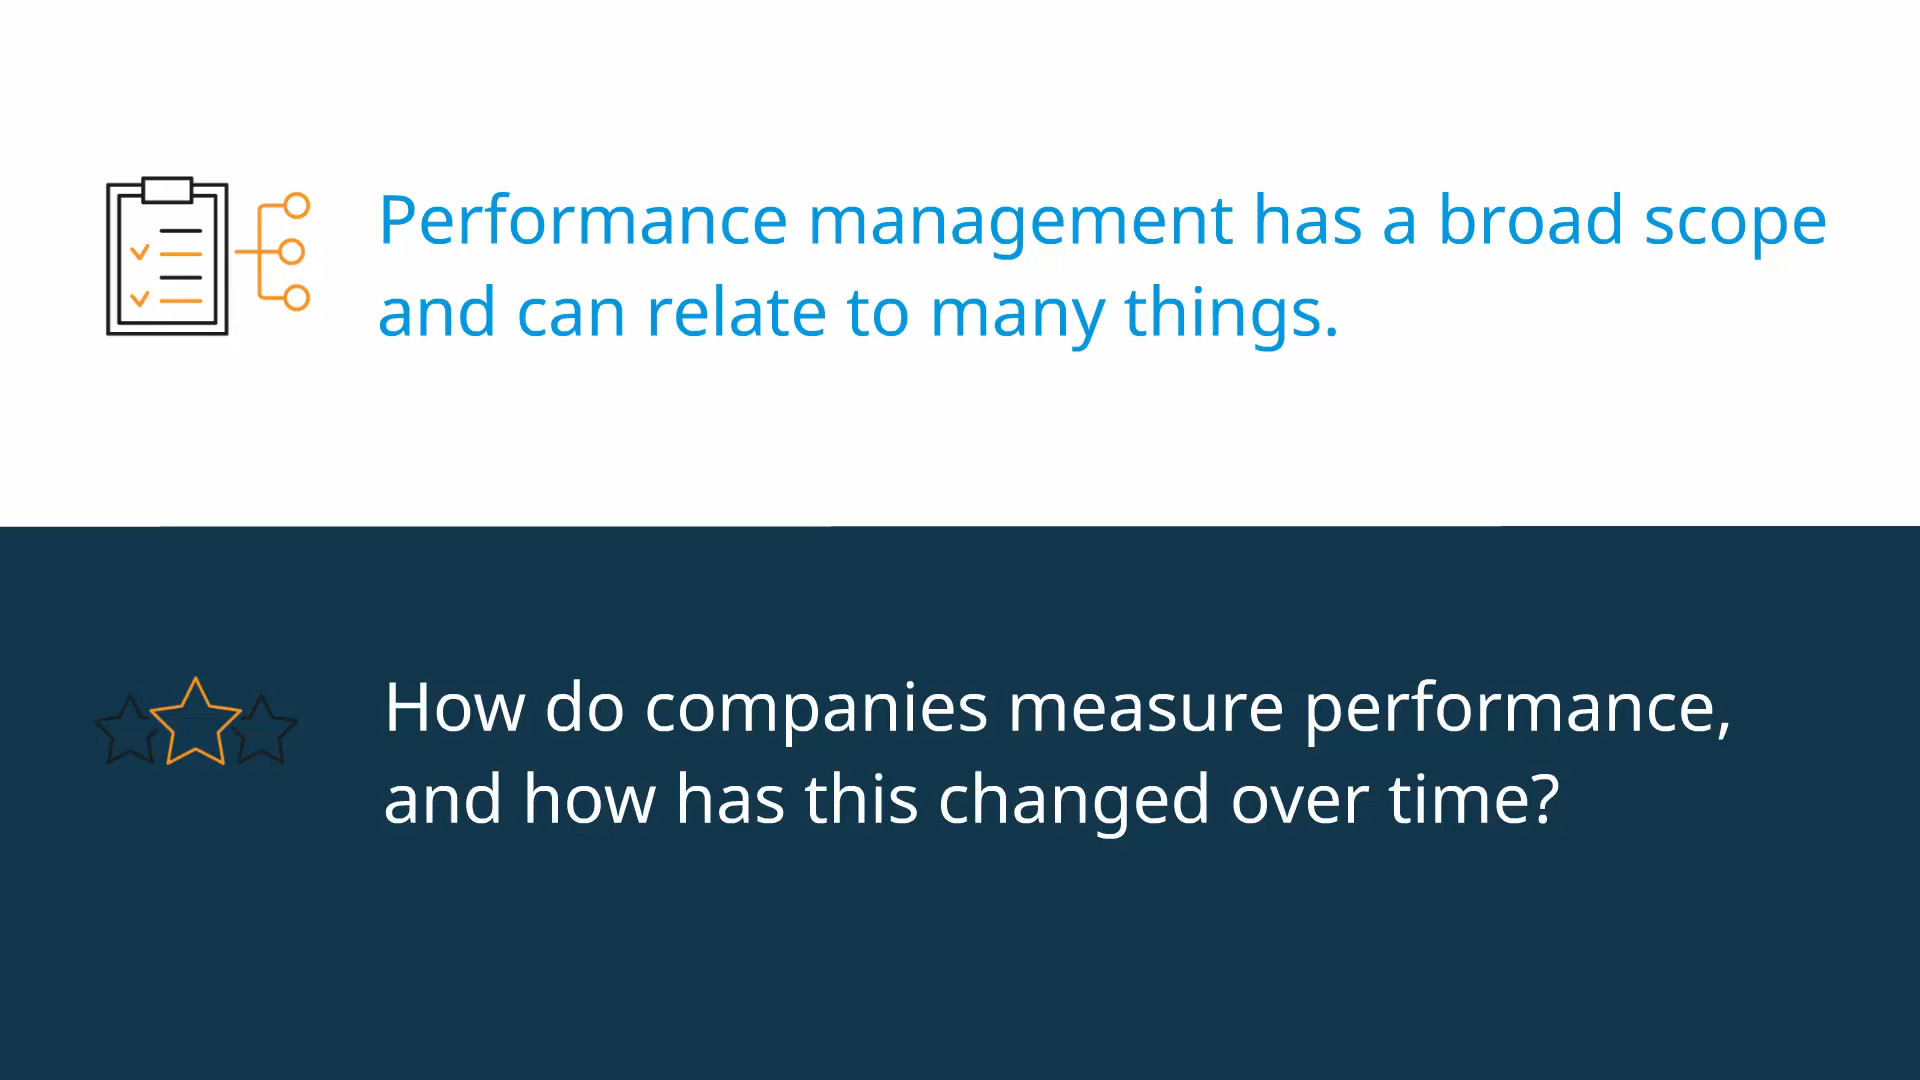 Performance management has a broad scope
and can relate to many things.
How do companies measure performance,
and how has this changed over time?